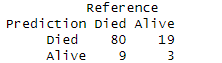 Reference
Prediction Died Alive
Died 80 19
Alive 9 3